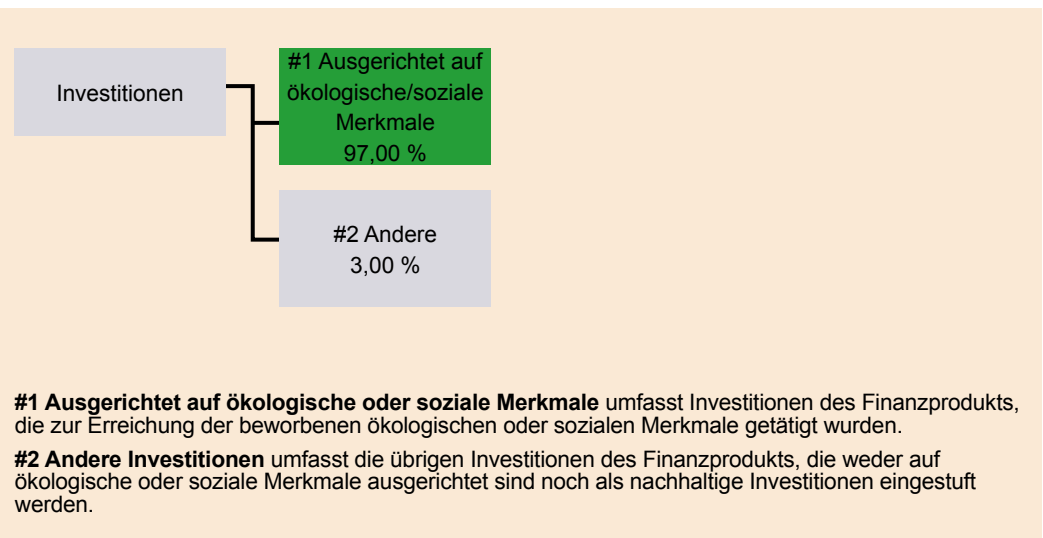 Investitionen
#1 Ausgerichtet auf
ökologische/soziale
Merkmale
97,00 %
#2 Andere
3,00 %
#1 Ausgerichtet auf ökologische oder soziale Merkmale umfasst Investitionen des Finanzprodukts,
die zur Erreichung der beworbenen ökologischen oder sozialen Merkmale getätigt wurden.
#2 Andere Investitionen umfasst die übrigen Investitionen des Finanzprodukts, die weder auf
ökologische oder soziale Merkmale ausgerichtet sind noch als nachhaltige Investitionen eingestuft
werden.